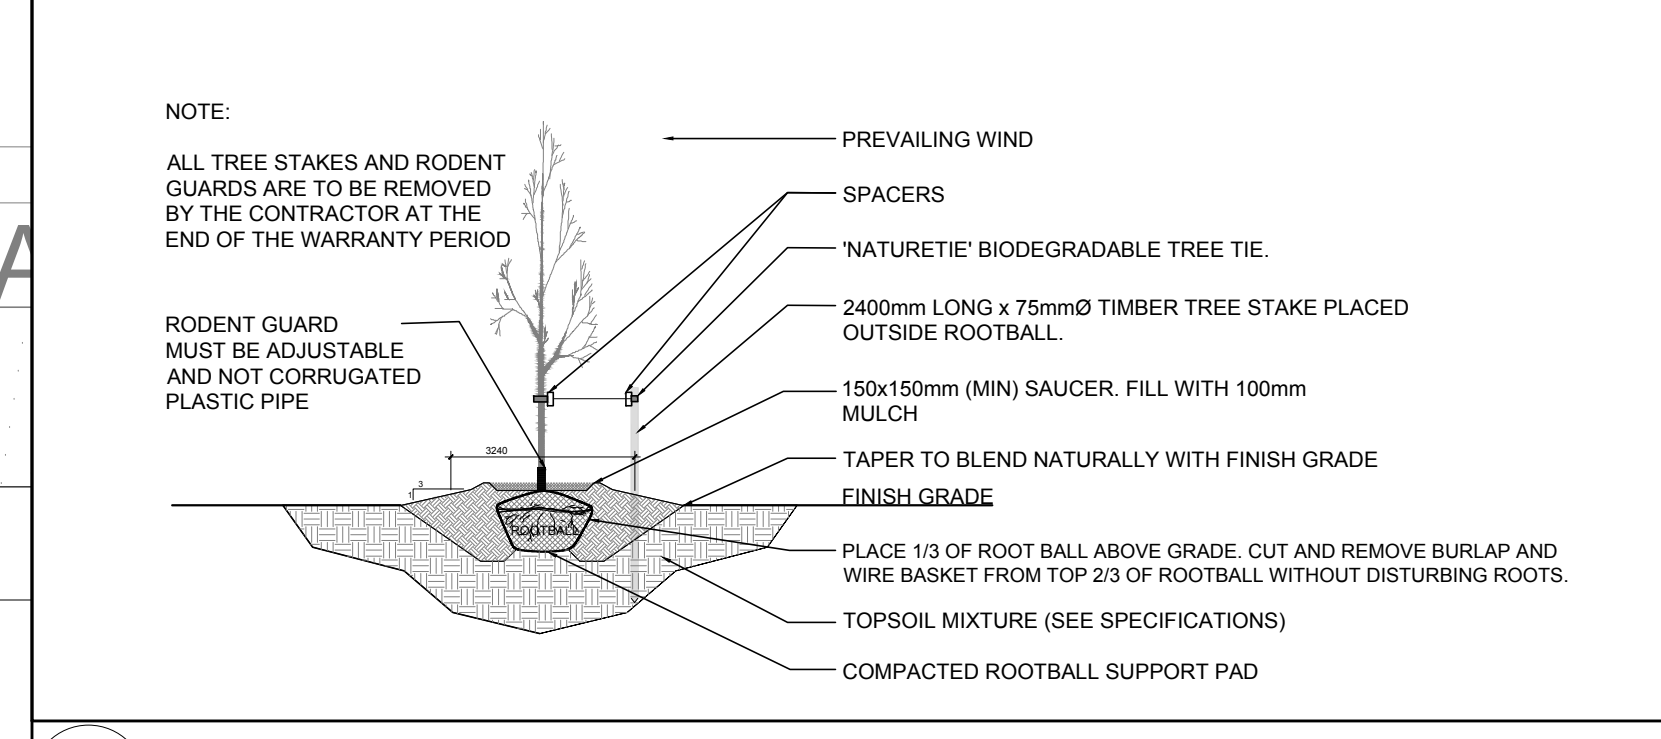 NOTE:
ALL TREE STAKES AND RODENT
GUARDS ARE TO BE REMOVED
BY THE CONTRACTOR AT THE
END OF THE WARRANTY PERIOD
RODENT GUARD
MUST BE ADJUSTABLE
AND NOT CORRUGATED
PLASTIC PIPE
PREVAILING WIND
SPACERS
'NATURETIE' BIODEGRADABLE TREE TIE.
2400mm LONG x 75mmØ TIMBER TREE STAKE PLACED
OUTSIDE ROOTBALL.
150x150mm (MIN) SAUCER. FILL WITH 100mm
MULCH
TAPER TO BLEND NATURALLY WITH FINISH GRADE
FINISH GRADE
PLACE 1/3 OF ROOT BALL ABOVE GRADE. CUT AND REMOVE BURLAP AND
WIRE BASKET FROM TOP 2/3 OF ROOTBALL WITHOUT DISTURBING ROOTS.
TOPSOIL MIXTURE (SEE SPECIFICATIONS)
COMPACTED ROOTBALL SUPPORT PAD
3240
3
1
ROOTBALL
A